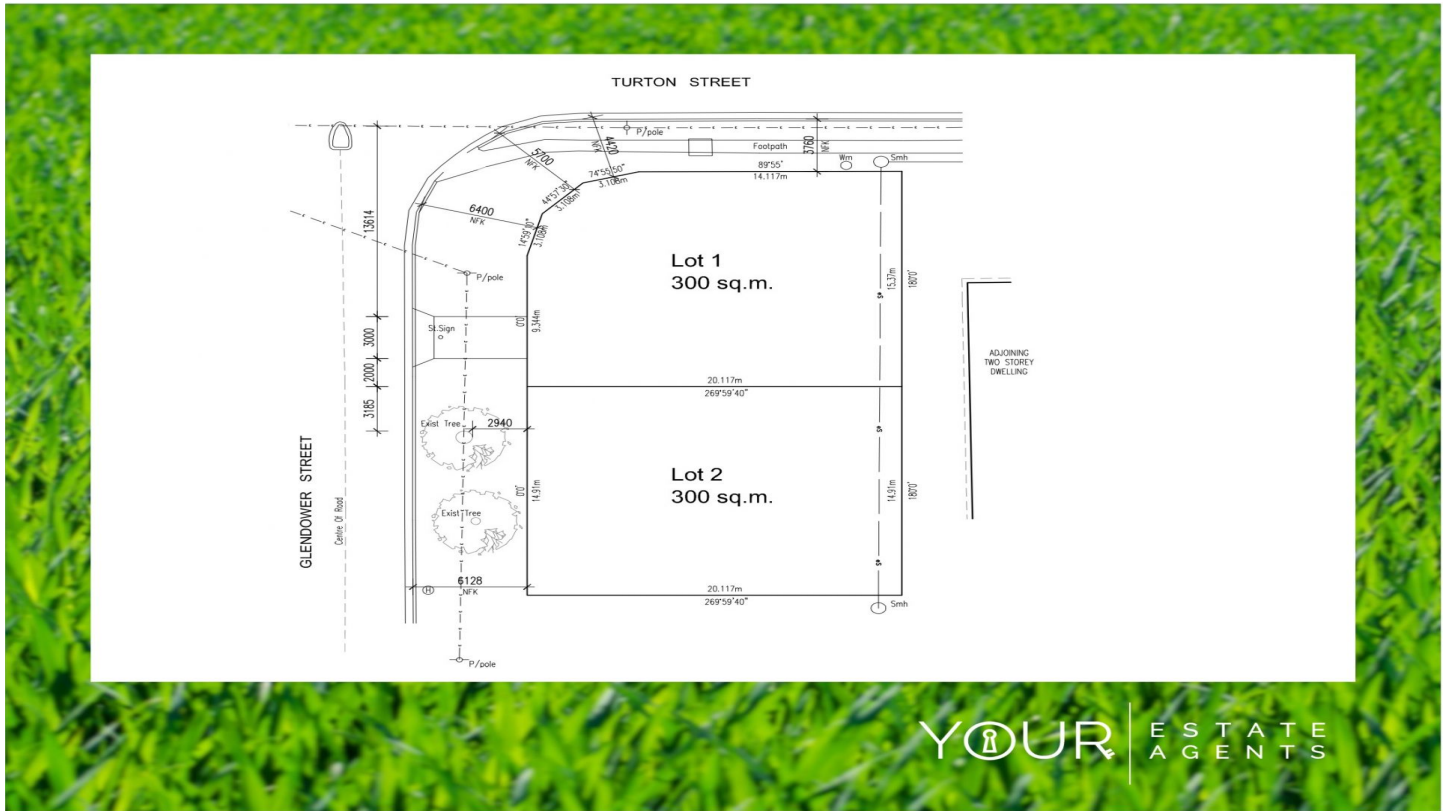 TURTON STREET
P/pole
4420
NFK
Footpath
3760
NFK
Wm
Smh
89°55'
14.117m
74°55'50"
3.108m
5700
NFK
44°57'30"
3.108m
6400
NFK
14°59'10"
3.108m
13614
P/pole
Lot 1
300 sq.m.
15.37m
180°0'
Se
St.Sign
0°0'
9.344m
3000
2000
3185
ADJOINING
TWO STOREY
DWELLING
20.117m
269°59'40"
Exist Tree
2940
Se
GLENDOWER STREET
Centre Of Road
Lot 2
300 sq.m.
0°0'
14.91m
14.91m
180°0'
Exist Tree
Se
6128
NFK
H
20.117m
269°59'40"
Smh
P/pole
YOUR
ESTATE
AGENTS